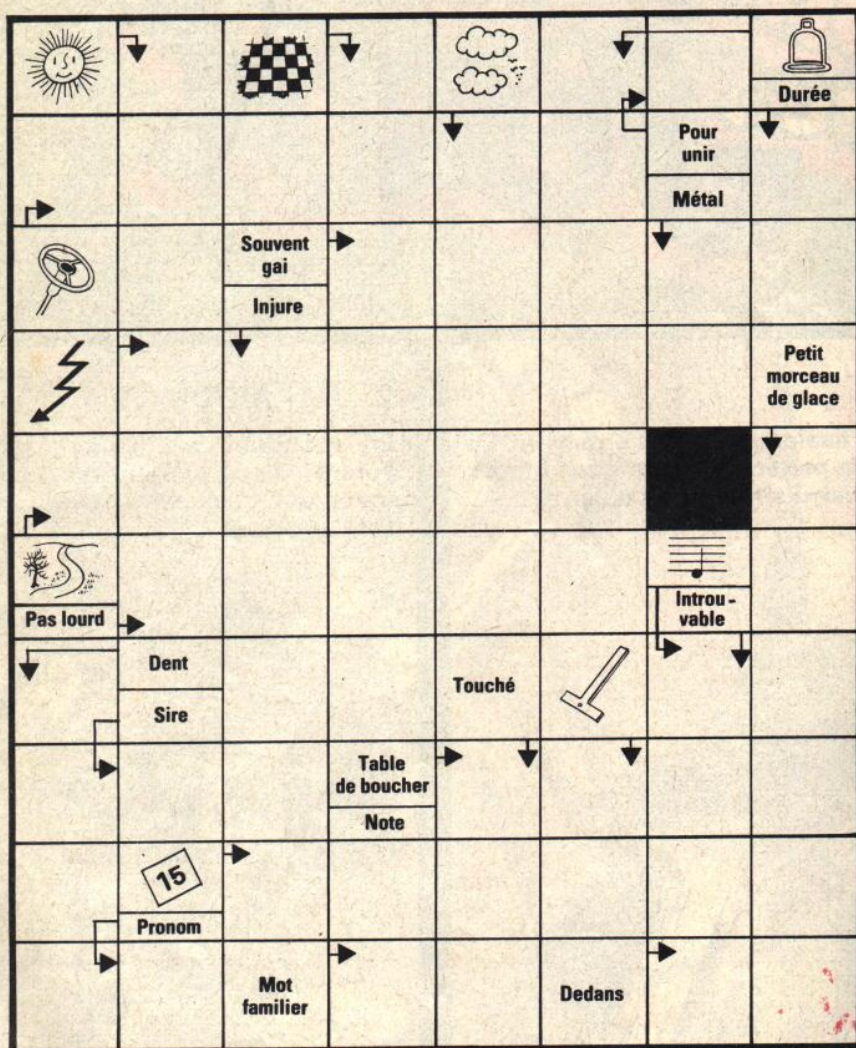 Durée
Pour
unir
Métal
Souvent
gai
Injure
Petit
morceau
de glace
Pas lourd
Introu-
vable
Dent
Sire
Touché
Table
de boucher
Note
15
Pronom
Mot
familier
Dedans